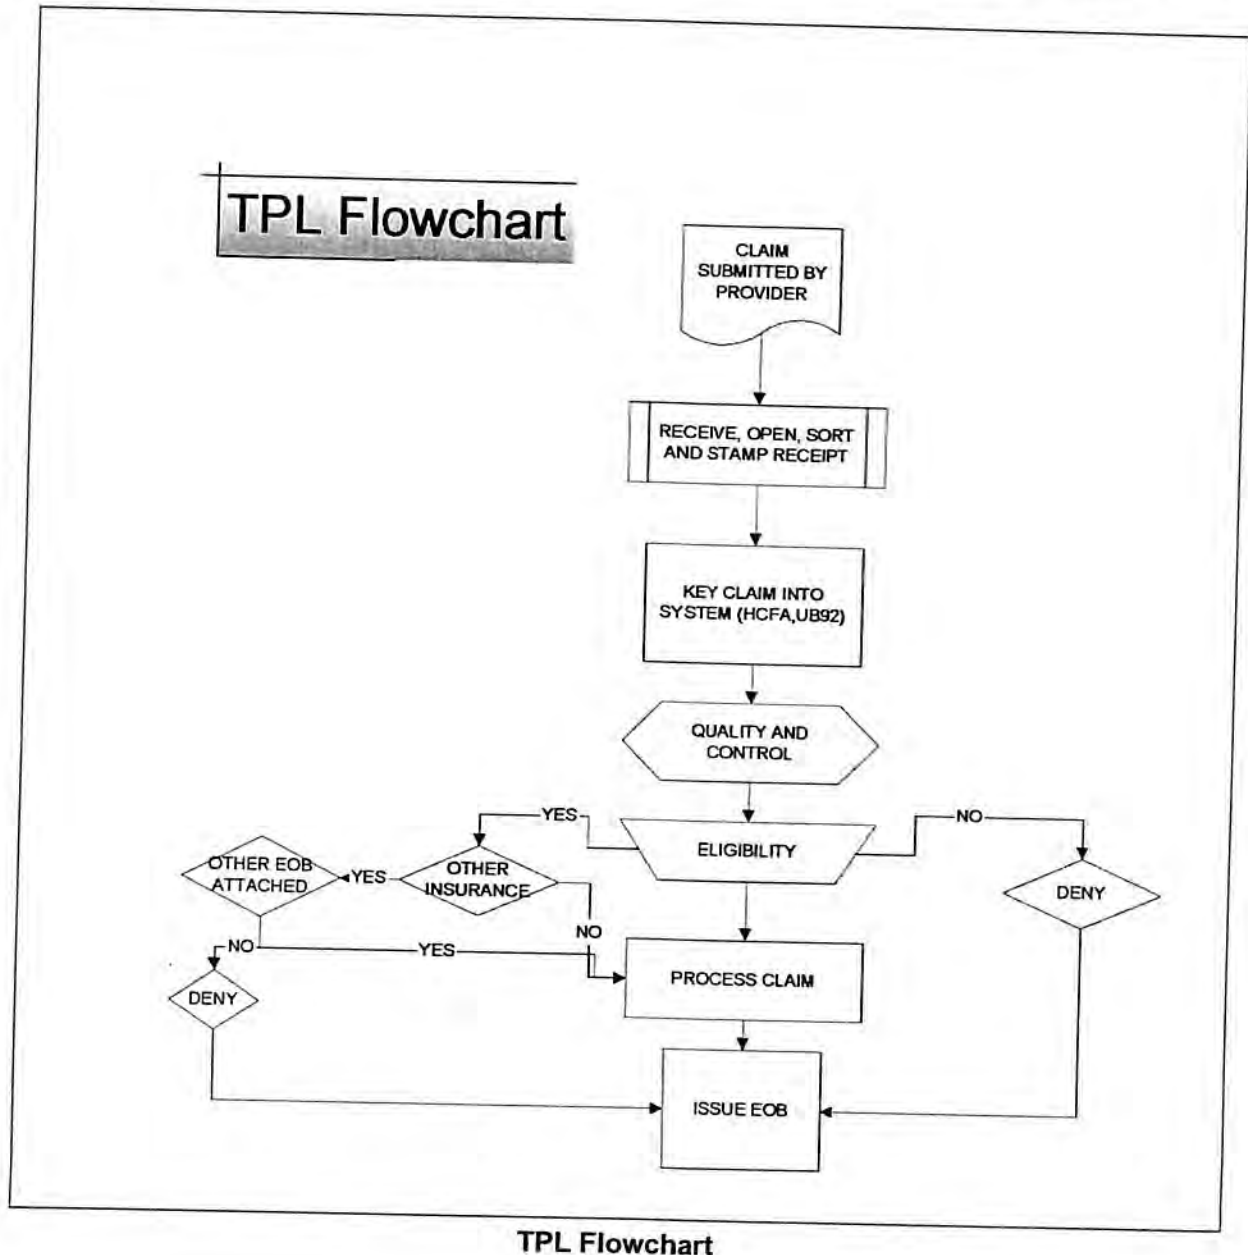 TPL Flowchart
CLAIM
SUBMITTED BY
PROVIDER
RECEIVE, OPEN, SORT
AND STAMP RECEIPT
KEY CLAIM INTO
SYSTEM (HCFA,UB92)
QUALITY AND
CONTROL
YES
ELIGIBILITY
NO
OTHER EOB
ATTACHED
YES
OTHER
INSURANCE
DENY
NO
NO
YES
PROCESS CLAIM
DENY
ISSUE EOB
TPL Flowchart